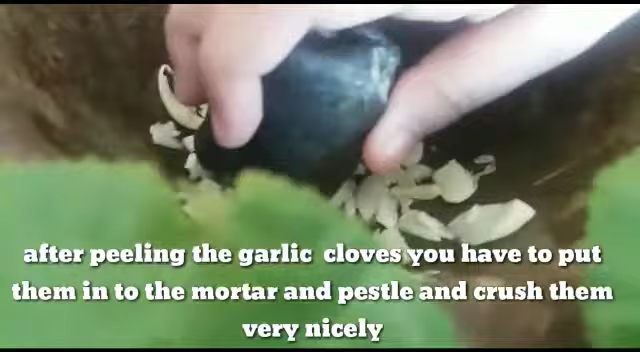 after peeling the garlic cloves you have to put
them in to the mortar and pestle and crush them
very nicely